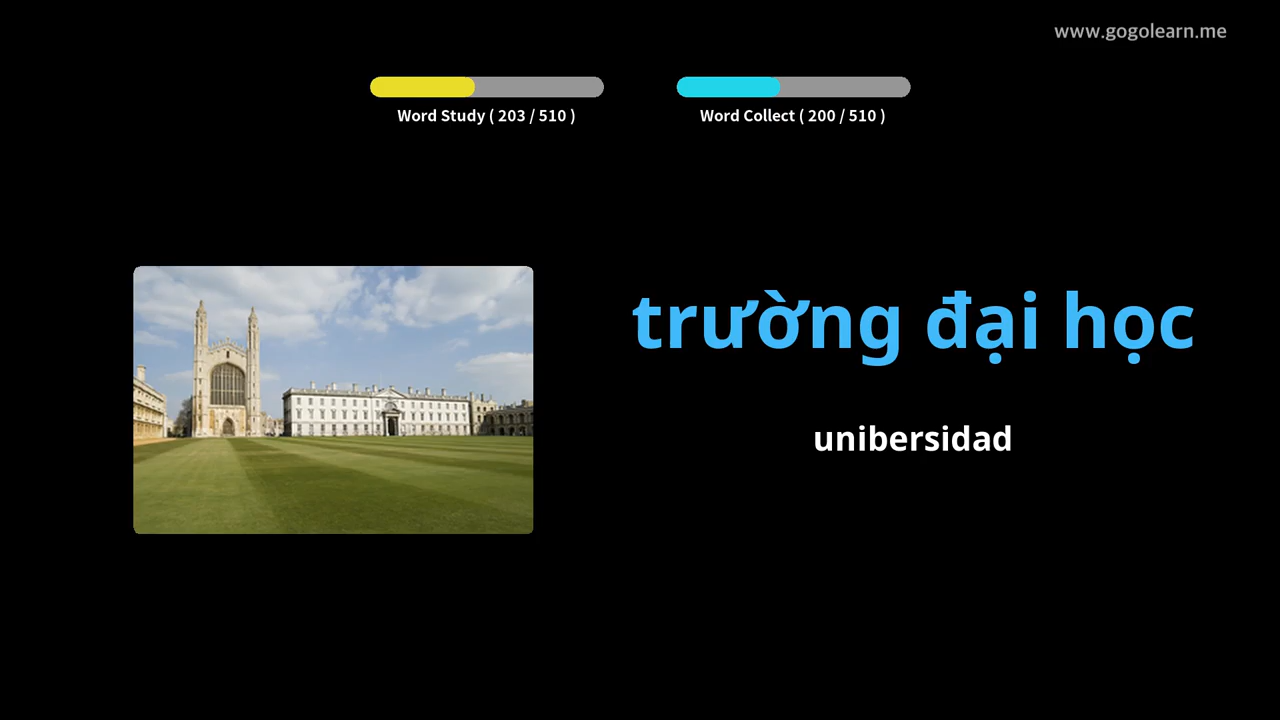 www.gogolearn.me
Word Study ( 203 / 510 )
Word Collect ( 200 / 510 )
trường đại học
unibersidad